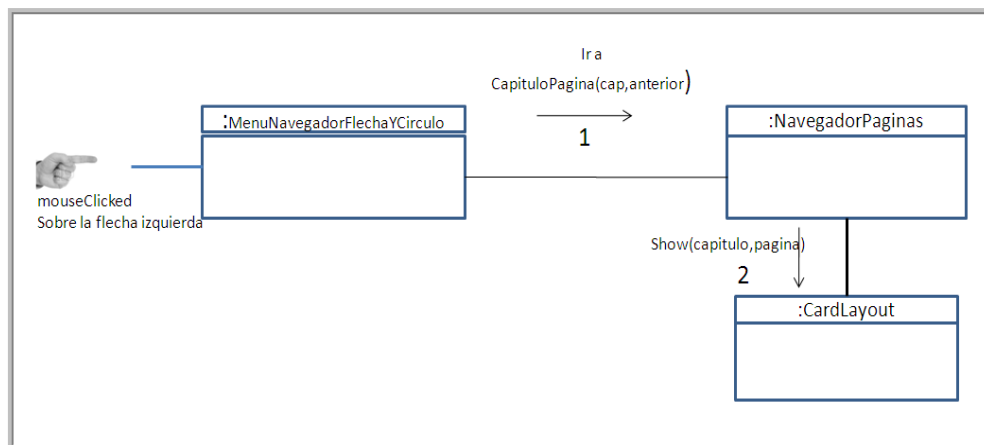 Ir a
CapituloPagina(cap,anterior)
1
:MenuNavegadorFlechaYCirculo
:NavegadorPaginas
mouseClicked
Sobre la flecha izquierda
Show(capitulo,pagina)
2
:CardLayout